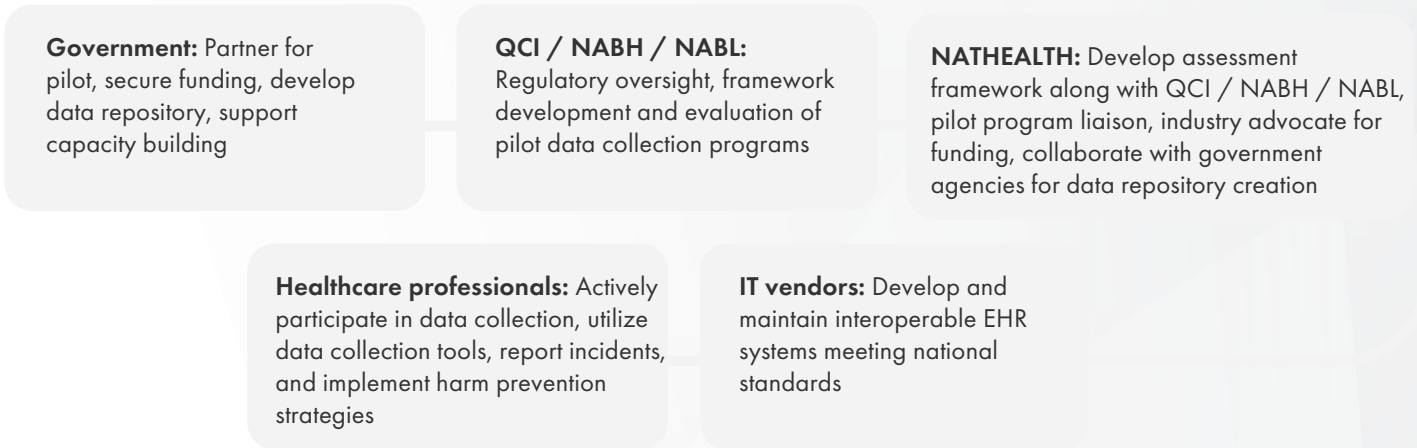 Government: Partner for
pilot, secure funding, develop
data repository, support
capacity building
QCI / NABH / NABL:
Regulatory oversight, framework
development and evaluation of
pilot data collection programs
NATHEALTH: Develop assessment
framework along with QCI / NABH / NABL,
pilot program liaison, industry advocate for
funding, collaborate with government
agencies for data repository creation
Healthcare professionals: Actively
participate in data collection, utilize
data collection tools, report incidents,
and implement harm prevention
strategies
IT vendors: Develop and
maintain interoperable EHR
systems meeting national
standards